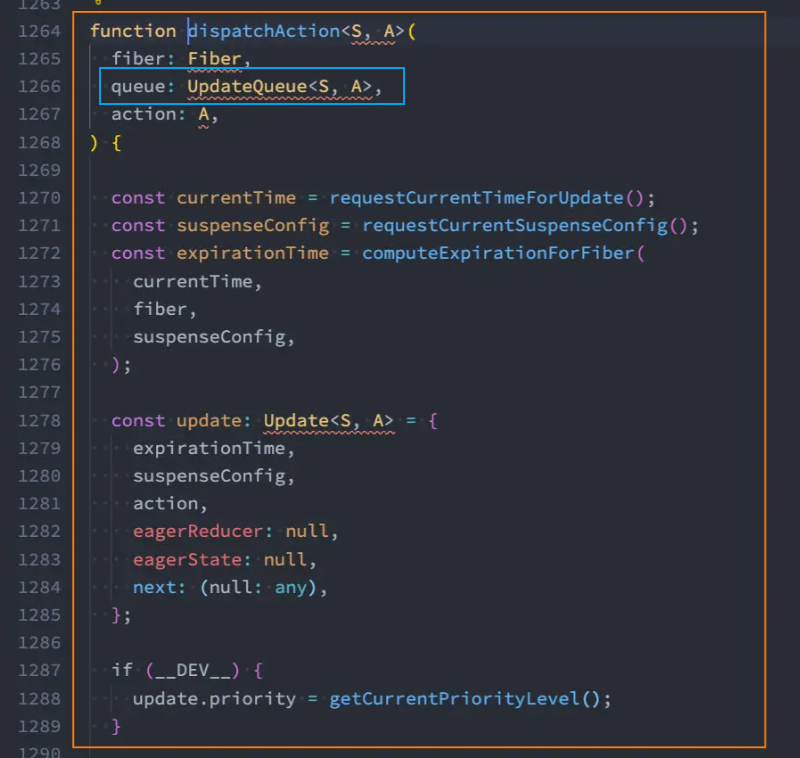 1263
1264 function dispatchAction<S, A>(
1265 fiber: Fiber,
1266 queue: UpdateQueue<S, A>,
1267 action: A,
1268 ) {
1269
1270 const currentTime = requestCurrentTimeForUpdate();
1271 const suspenseConfig = requestCurrentSuspenseConfig();
1272 const expirationTime = computeExpirationForFiber(
1273 currentTime,
1274 fiber,
1275 suspenseConfig,
1276 );
1277
1278 const update: Update<S, A> = {
1279 expirationTime,
1280 suspenseConfig,
1281 action,
1282 eagerReducer: null,
1283 eagerState: null,
1284 next: (null: any),
1285 };
1286
1287 if (__DEV__) {
1288 update.priority = getCurrentPriorityLevel();
1289 }
1290